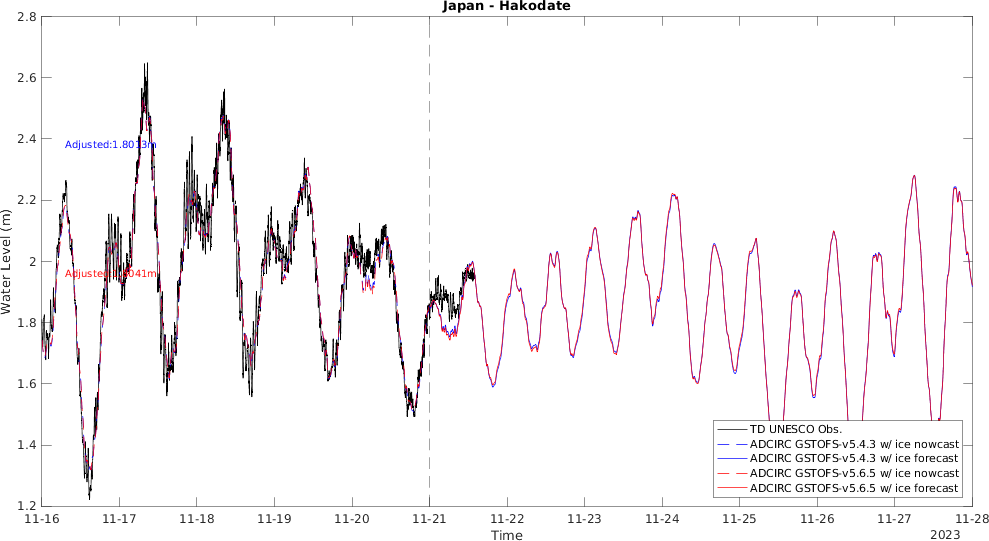 Japan - Hakodate
Water Level (m)
2.8
2.6
2.4
2.2
2
1.8
1.6
1.4
1.2
Adjusted:1.8013m
TD UNESCO Obs.
ADCIRC GSTOFS-v5.4.3 w/ ice nowcast
ADCIRC GSTOFS-v5.4.3 w/ ice forecast
ADCIRC GSTOFS-v5.6.5 w/ ice nowcast
ADCIRC GSTOFS-v5.6.5 w/ ice forecast
11-16 11-17 11-18 11-19 11-20 11-21 11-22 11-23 11-24 11-25 11-26 11-27 11-28
Time
2023